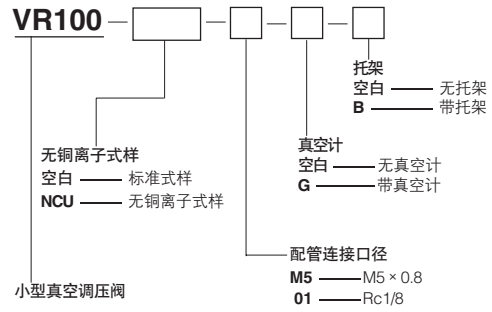 VR100
托架
空白 无托架
B 带托架
真空计
空白 无真空计
G 带真空计
无铜离子式样
空白 标准式样
NCU 无铜离子式样
配管连接口径
M5 M5 × 0.8
01 Rc1/8
小型真空调压阀